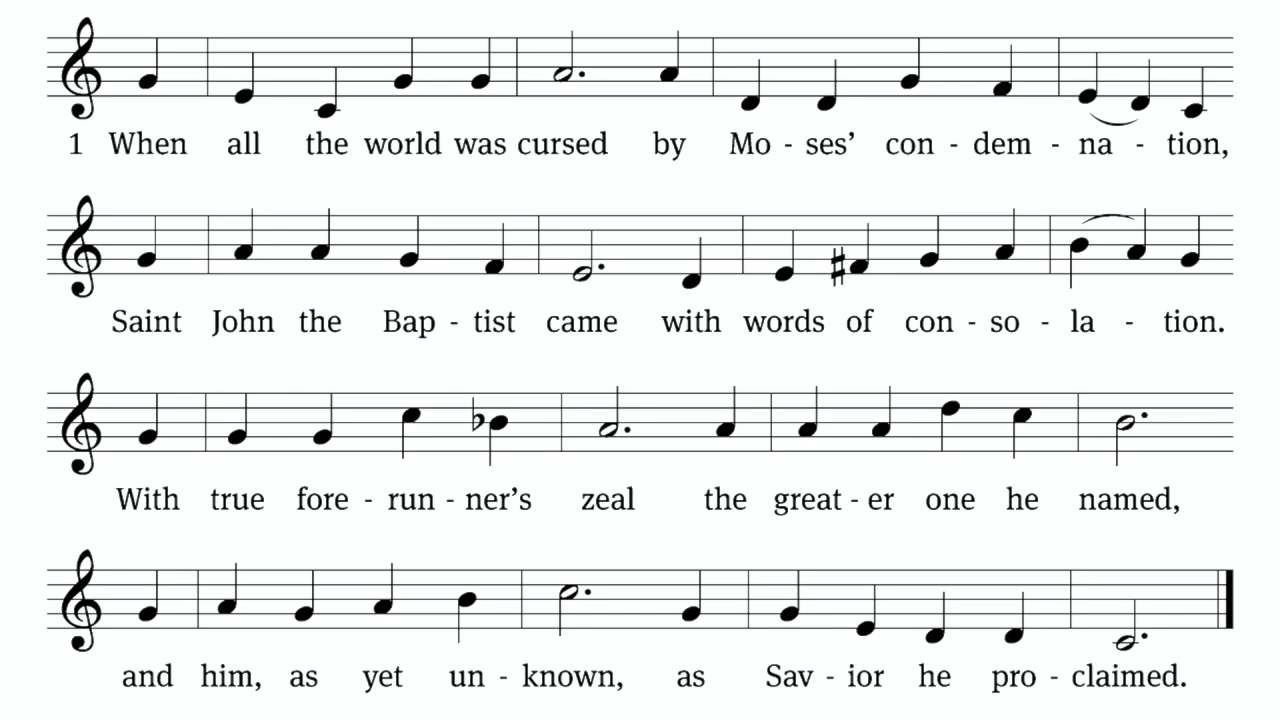 1 When all the world was cursed by Mo - ses’ con - dem - na - tion,
Saint John the Bap - tist came with words of con - so - la - tion.
With true fore - run - ner’s zeal the great - er one he named,
and him, as yet un - known, as Sav - ior he pro - claimed.